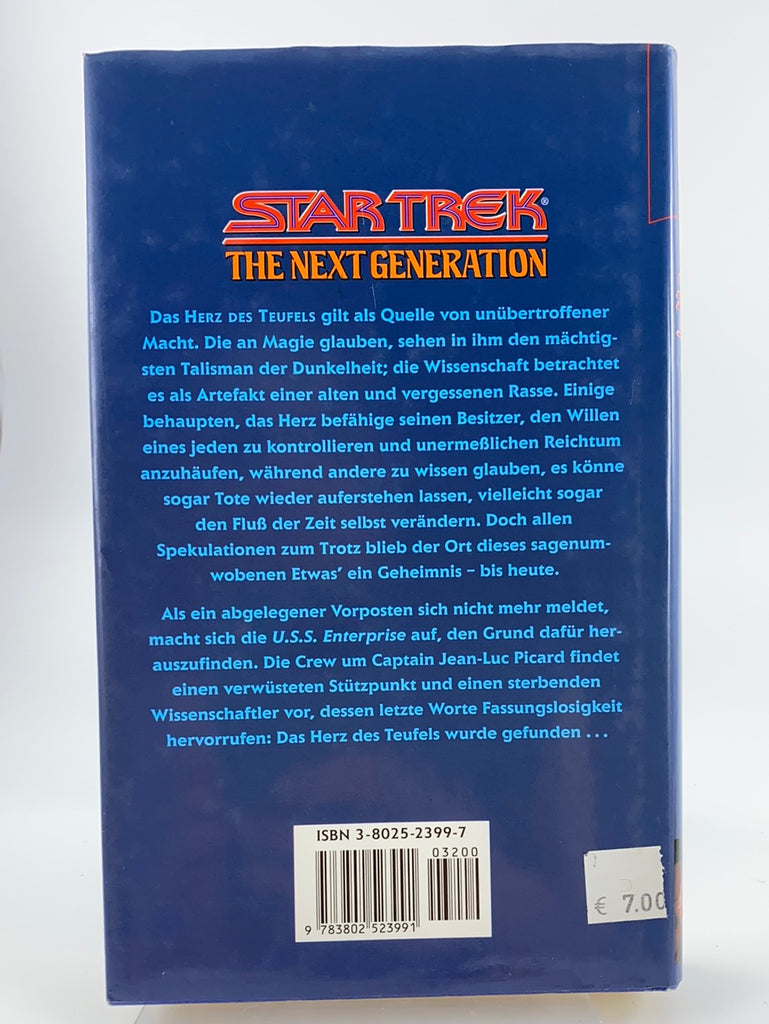 STAR TREK®
THE NEXT GENERATION
Das HERZ DES TEUFELS gilt als Quelle von unübertroffener
Macht. Die an Magie glauben, sehen in ihm den mächtig-
sten Talisman der Dunkelheit; die Wissenschaft betrachtet
es als Artefakt einer alten und vergessenen Rasse. Einige
behaupten, das Herz befähige seinen Besitzer, den Willen
eines jeden zu kontrollieren und unermeßlichen Reichtum
anzuhäufen, während andere zu wissen glauben, es könne
sogar Tote wieder auferstehen lassen, vielleicht sogar
den Fluß der Zeit selbst verändern. Doch allen
Spekulationen zum Trotz blieb der Ort dieses sagenum-
wobenen Etwas’ ein Geheimnis – bis heute.
Als ein abgelegener Vorposten sich nicht mehr meldet,
macht sich die U.S.S. Enterprise auf, den Grund dafür her-
auszufinden. Die Crew um Captain Jean-Luc Picard findet
einen verwüsteten Stützpunkt und einen sterbenden
Wissenschaftler vor, dessen letzte Worte Fassungslosigkeit
hervorrufen: Das Herz des Teufels wurde gefunden . . .
ISBN 3-8025-2399-7
03200
9 783802 523991
€ 7.00